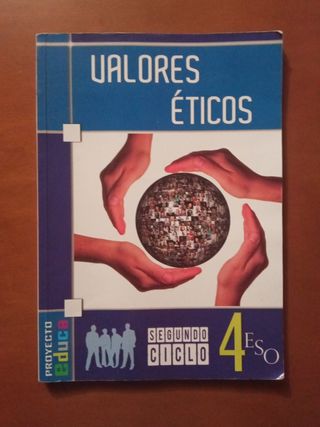 VALORES
ÉTICOS
PROYECTO
educa
SEGUNDO
CICLO
4ESO